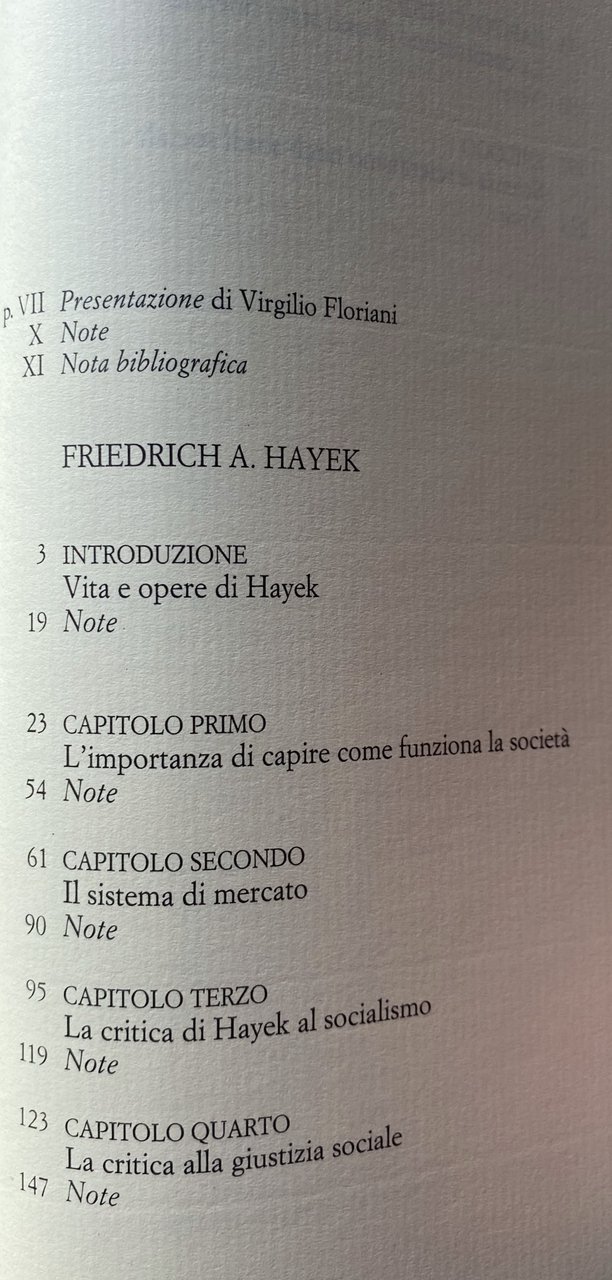 p. VII Presentazione di Virgilio Floriani
X Note
XI Nota bibliografica
FRIEDRICH A. HAYEK
3 INTRODUZIONE
Vita e opere di Hayek
19 Note
23 CAPITOLO PRIMO
L'importanza di capire come funziona la società
54 Note
61 CAPITOLO SECONDO
Il sistema di mercato
90 Note
95 CAPITOLO TERZO
La critica di Hayek al socialismo
119 Note
123 CAPITOLO QUARTO
La critica alla giustizia sociale
147 Note